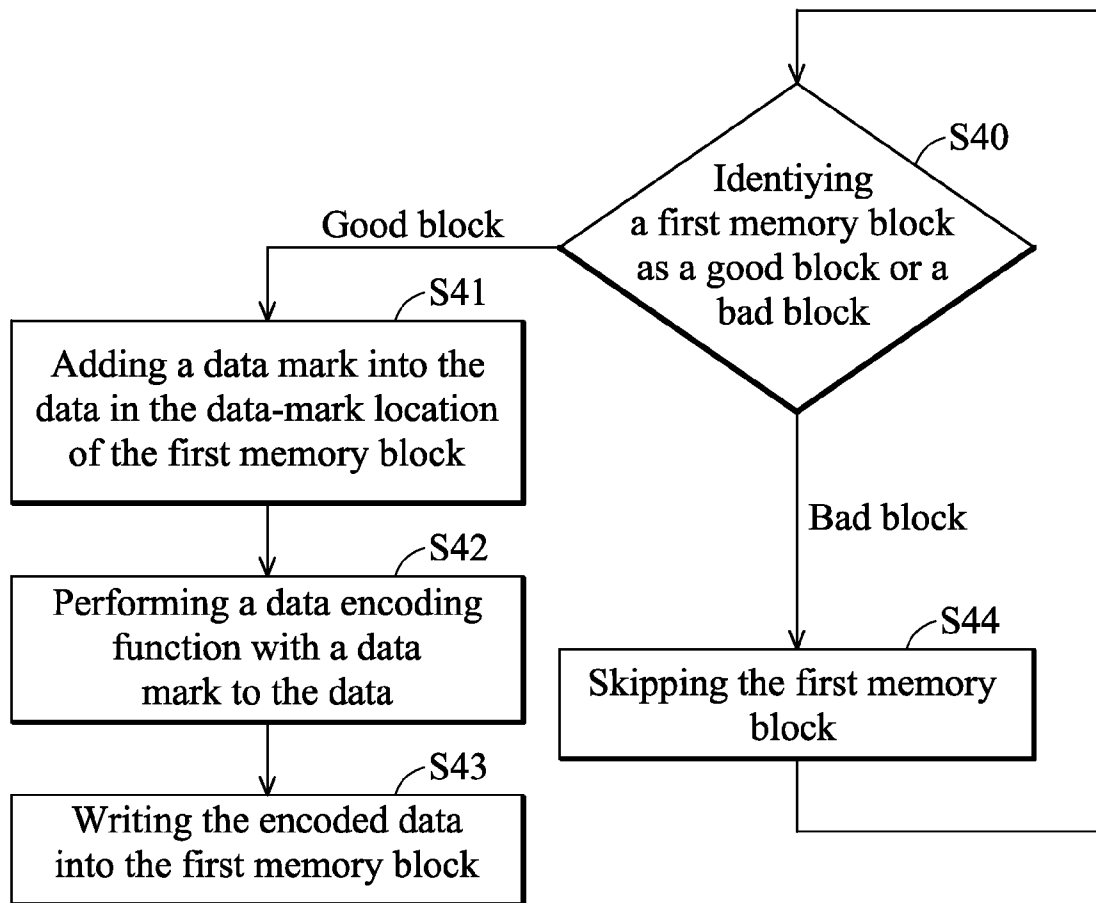 S40
Identiying
a first memory block
as a good block or a
bad block
Good block
S41
Adding a data mark into the
data in the data-mark location
of the first memory block
S42
Performing a data encoding
function with a data
mark to the data
S43
Writing the encoded data
into the first memory block
Bad block
S44
Skipping the first memory
block